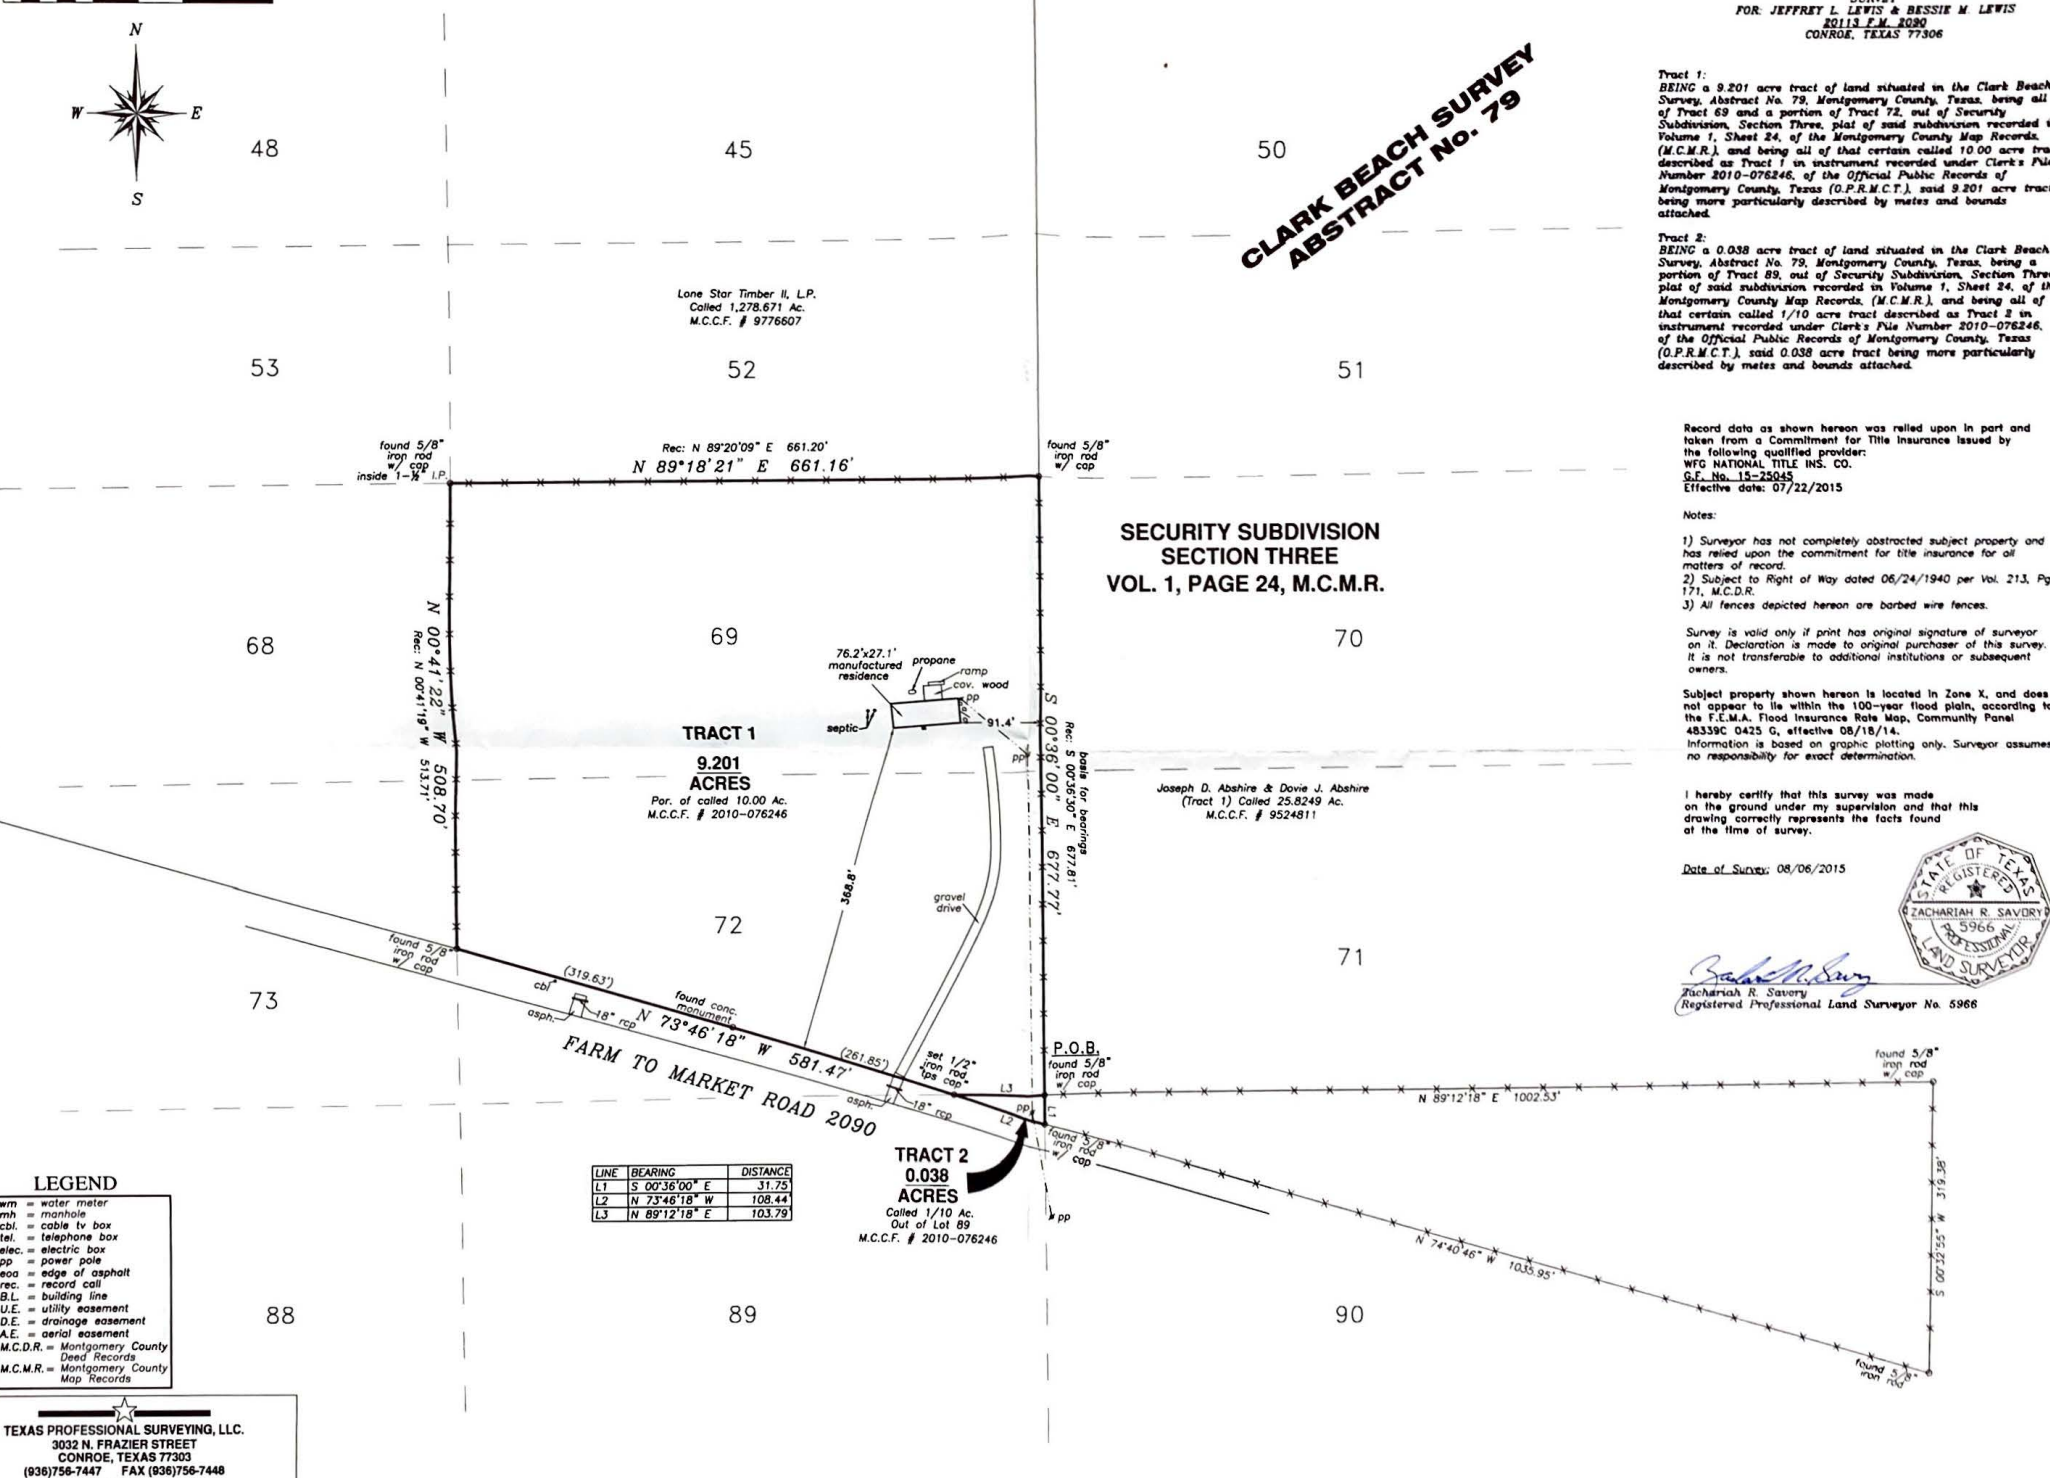 FOR: JEFFREY L. LEWIS & BESSIE M. LEWIS
20113 F.M. 2090
CONROE, TEXAS 77306
N
W E
S
48
45
50
CLARK BEACH SURVEY
ABSTRACT No. 79
Tract 1:
BEING a 9.201 acre tract of land situated in the Clark Beach
Survey, Abstract No. 79, Montgomery County, Texas, being all
of Tract 69 and a portion of Tract 72, out of Security
Subdivision, Section Three, plat of said subdivision recorded
Volume 1, Sheet 24, of the Montgomery County Map Records,
(M.C.M.R.), and being all of that certain called 10.00 acre
described as Tract 1 in instrument recorded under Clerk's File
Number 2010-076246, of the Official Public Records of
Montgomery County, Texas (O.P.R.M.C.T.), said 9.201 acre tract
being more particularly described by metes and bounds
attached.
Tract 2:
BEING a 0.038 acre tract of land situated in the Clark Beach
Survey, Abstract No. 79, Montgomery County, Texas, being a
portion of Tract 89, out of Security Subdivision, Section Three
plat of said subdivision recorded in Volume 1, Sheet 24, of
Montgomery County Map Records, (M.C.M.R.), and being all of
that certain called 1/10 acre tract described as Tract 2 in
instrument recorded under Clerk's File Number 2010-076246,
of the Official Public Records of Montgomery County, Texas
(O.P.R.M.C.T.), said 0.038 acre tract being more particularly
described by metes and bounds attached.
Lone Star Timber II, L.P.
Called 1,278.671 Ac.
M.C.C.F. # 9776607
53
52
51
found 5/8"
iron rod
w/ cap
inside 1-½" I.P.
Rec: N 89°20'09" E 661.20'
N 89°18'21" E 661.16'
found 5/8"
iron rod
w/ cap
Record data as shown hereon was relied upon in part and
taken from a Commitment for Title Insurance issued by
the following qualified provider:
WFG NATIONAL TITLE INS. CO.
G.F. No. 15-25045
Effective date: 07/22/2015
Notes:
1) Surveyor has not completely abstracted subject property and
has relied upon the commitment for title insurance for all
matters of record.
2) Subject to Right of Way dated 06/24/1940 per Vol. 213, Pg
171, M.C.D.R.
3) All fences depicted hereon are barbed wire fences.
Survey is valid only if print has original signature of surveyor
on it. Declaration is made to original purchaser of this survey.
It is not transferable to additional institutions or subsequent
owners.
Subject property shown hereon is located in Zone X, and does
not appear to lie within the 100-year flood plain, according to
the F.E.M.A. Flood Insurance Rate Map, Community Panel
48339C 0425 G, effective 08/18/14.
Information is based on graphic plotting only. Surveyor assumes
no responsibility for exact determination.
I hereby certify that this survey was made
on the ground under my supervision and that this
drawing correctly represents the facts found
at the time of survey.
Date of Survey: 08/06/2015
STATE OF TEXAS
REGISTERED
ZACHARIAH R. SAVORY
5966
PROFESSIONAL
LAND SURVEYOR
Zachariah R. Savory
Registered Professional Land Surveyor No. 5966
SECURITY SUBDIVISION
SECTION THREE
VOL. 1, PAGE 24, M.C.M.R.
68
69
70
N 00°41'22" W 508.70'
Rec: N 00°41'19" W 513.71'
76.2'x27.1'
manufactured
residence
propane
ramp
cov. wood
pp
septic
91.4'
pp
S 00°36'00" E 677.77'
Rec: S 00°36'30" E 677.81'
basis for bearings
TRACT 1
9.201
ACRES
Por. of called 10.00 Ac.
M.C.C.F. # 2010-076246
Joseph D. Abshire & Dovie J. Abshire
(Tract 1) Called 25.8249 Ac.
M.C.C.F. # 9524811
368.8'
gravel
drive
72
71
73
found 5/8"
iron rod
w/ cap
(319.63')
cbl
asph.
18" rcp
found conc.
monument
N 73°46'18" W 581.47'
(261.85')
FARM TO MARKET ROAD 2090
asph.
18" rcp
set 1/2"
iron rod
"tps cap"
L3
P.O.B.
found 5/8"
iron rod
w/ cap
pp
L1
L2
found 5/8"
iron rod
w/ cap
N 89°12'18" E 1002.53'
found 5/8"
iron rod
w/ cap
S 00°32'55" W 319.38'
N 74°40'46" W 1035.95'
found 5/8"
iron rod
TRACT 2
0.038
ACRES
Called 1/10 Ac.
Out of Lot 89
M.C.C.F. # 2010-076246
pp
LINE BEARING DISTANCE
L1 S 00°36'00" E 31.75
L2 N 73°46'18" W 108.44
L3 N 89°12'18" E 103.79
88
89
90
LEGEND
wm = water meter
mh = manhole
cbl. = cable tv box
tel. = telephone box
elec. = electric box
pp = power pole
eoa = edge of asphalt
rec. = record call
B.L. = building line
U.E. = utility easement
D.E. = drainage easement
A.E. = aerial easement
M.C.D.R. = Montgomery County
Deed Records
M.C.M.R. = Montgomery County
Map Records
TEXAS PROFESSIONAL SURVEYING, LLC.
3032 N. FRAZIER STREET
CONROE, TEXAS 77303
(936)756-7447 FAX (936)756-7448